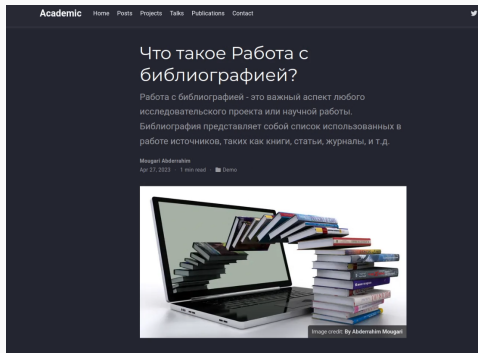 Academic Home Posts Projects Talks Publications Contact
Что такое Работа с
библиографией?
Работа с библиографией - это важный аспект любого
исследовательского проекта или научной работы.
Библиография представляет собой список использованных в
работе источников, таких как книги, статьи, журналы, и т.д.
Mougari Abderrahim
Apr 27, 2023 · 1 min read · Demo
Image credit: By Abderrahim Mougari